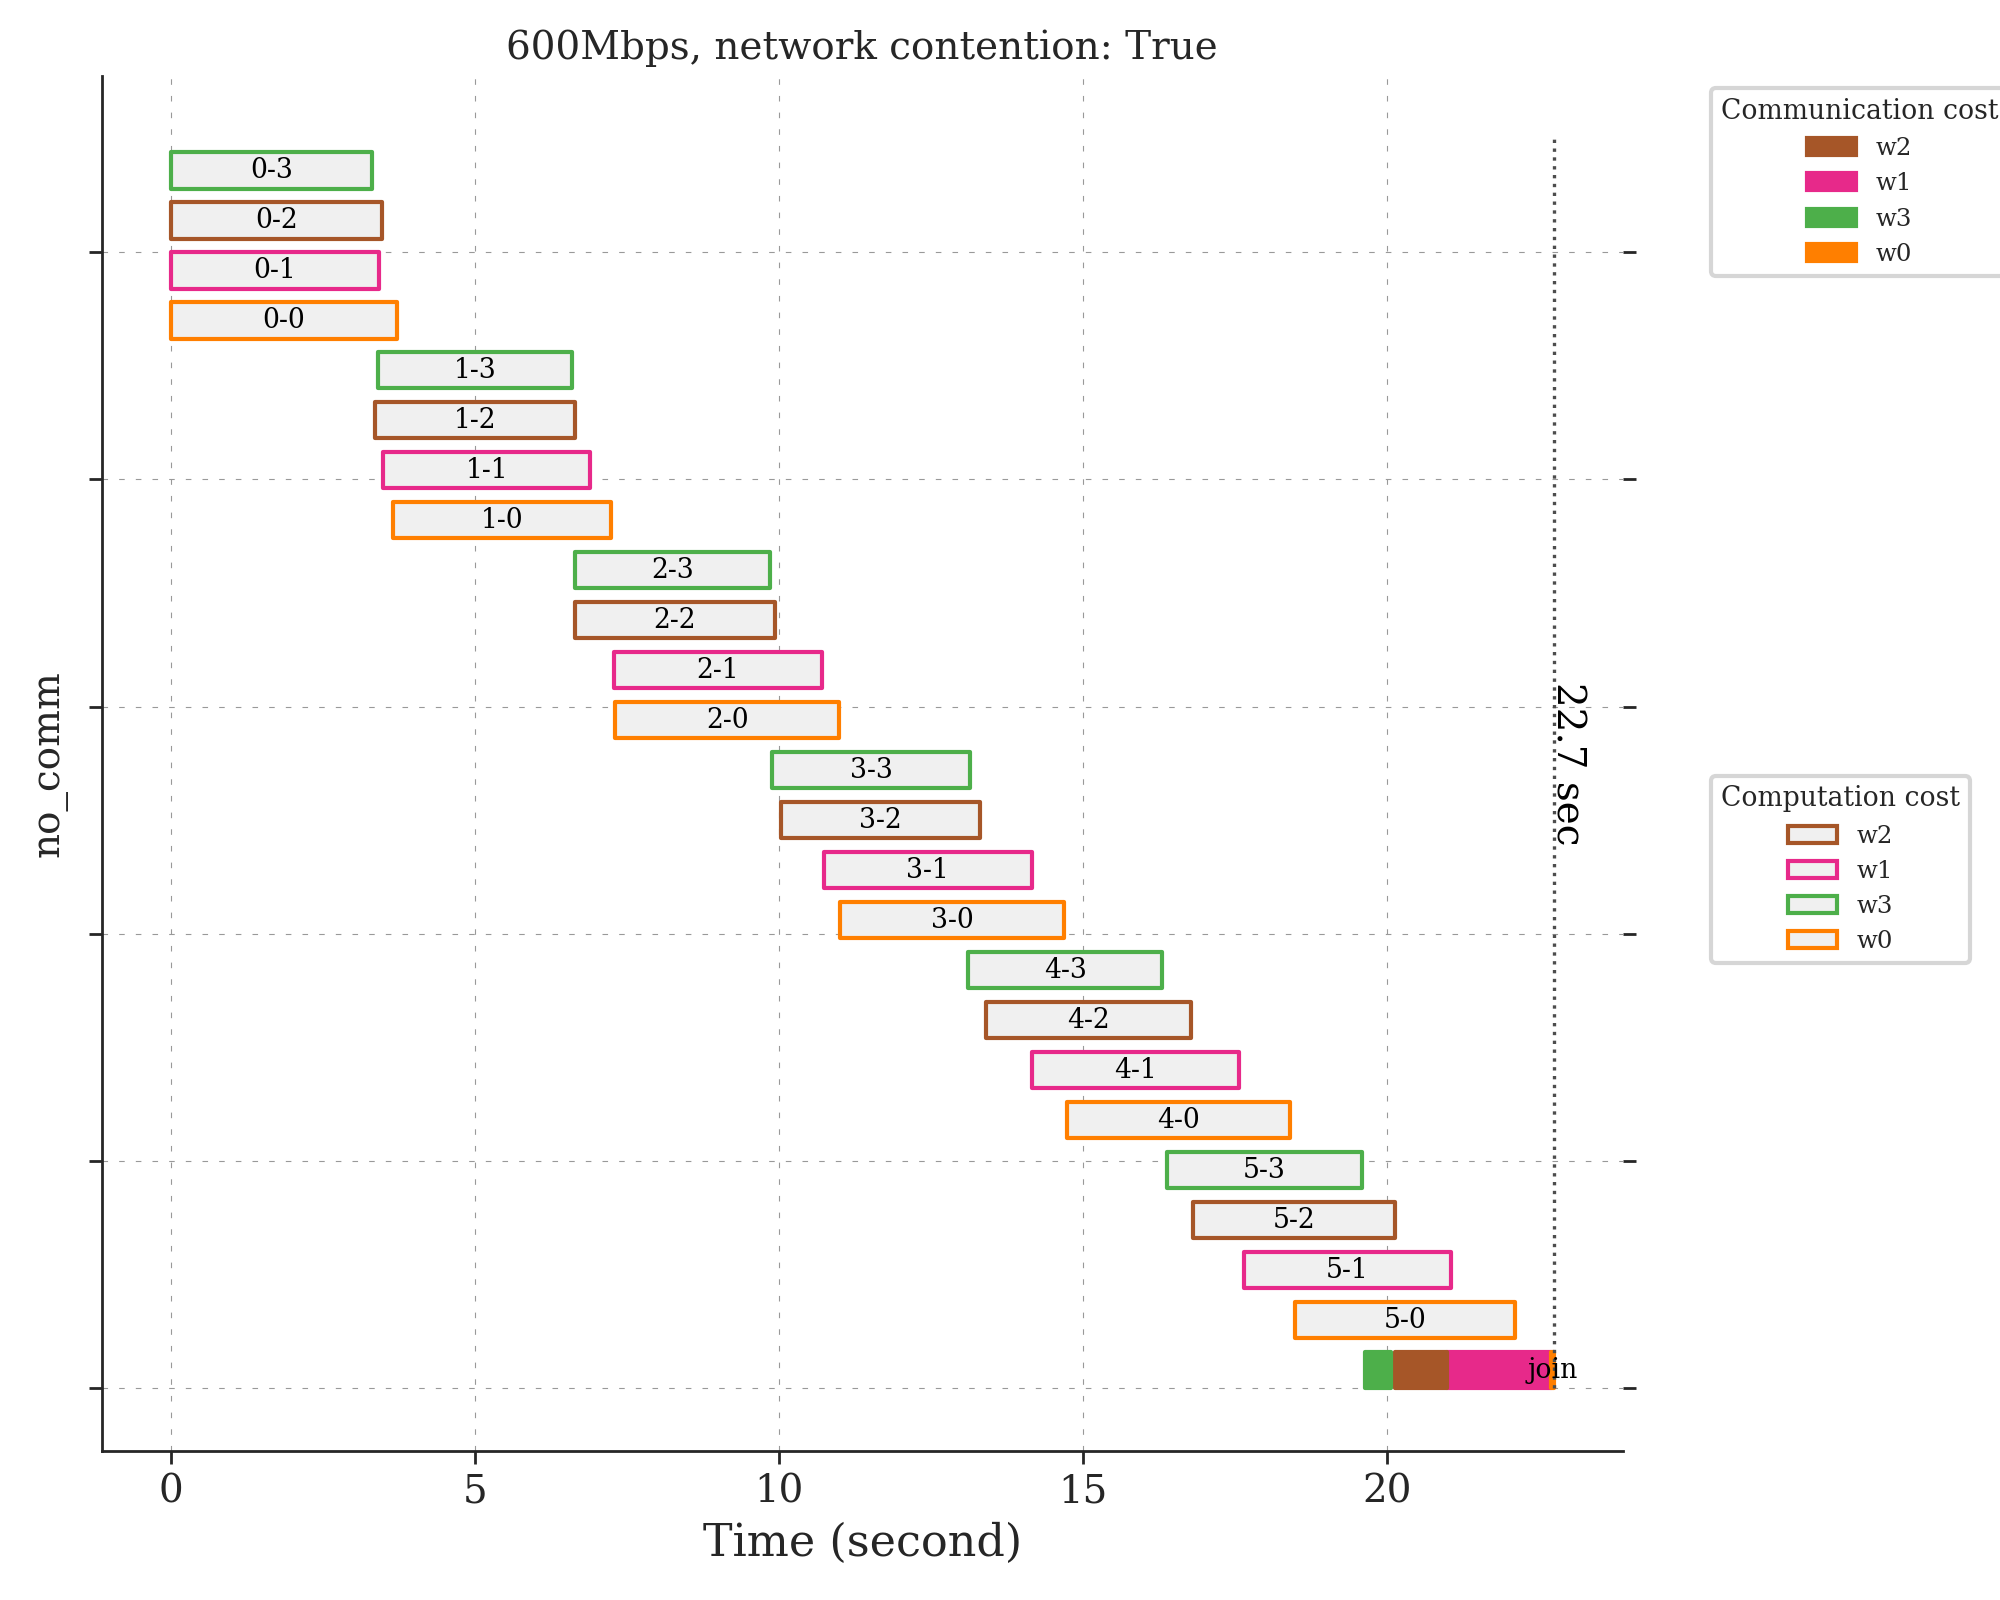 600Mbps, network contention: True
Communication cost
w2
w1
w3
w0
0-3
0-2
0-1
0-0
1-3
1-2
1-1
1-0
2-3
2-2
2-1
2-0
3-3
3-2
3-1
3-0
4-3
4-2
4-1
4-0
5-3
5-2
5-1
5-0
join
22.7 sec
no_comm
Computation cost
w2
w1
w3
w0
0
5
10
15
20
Time (second)